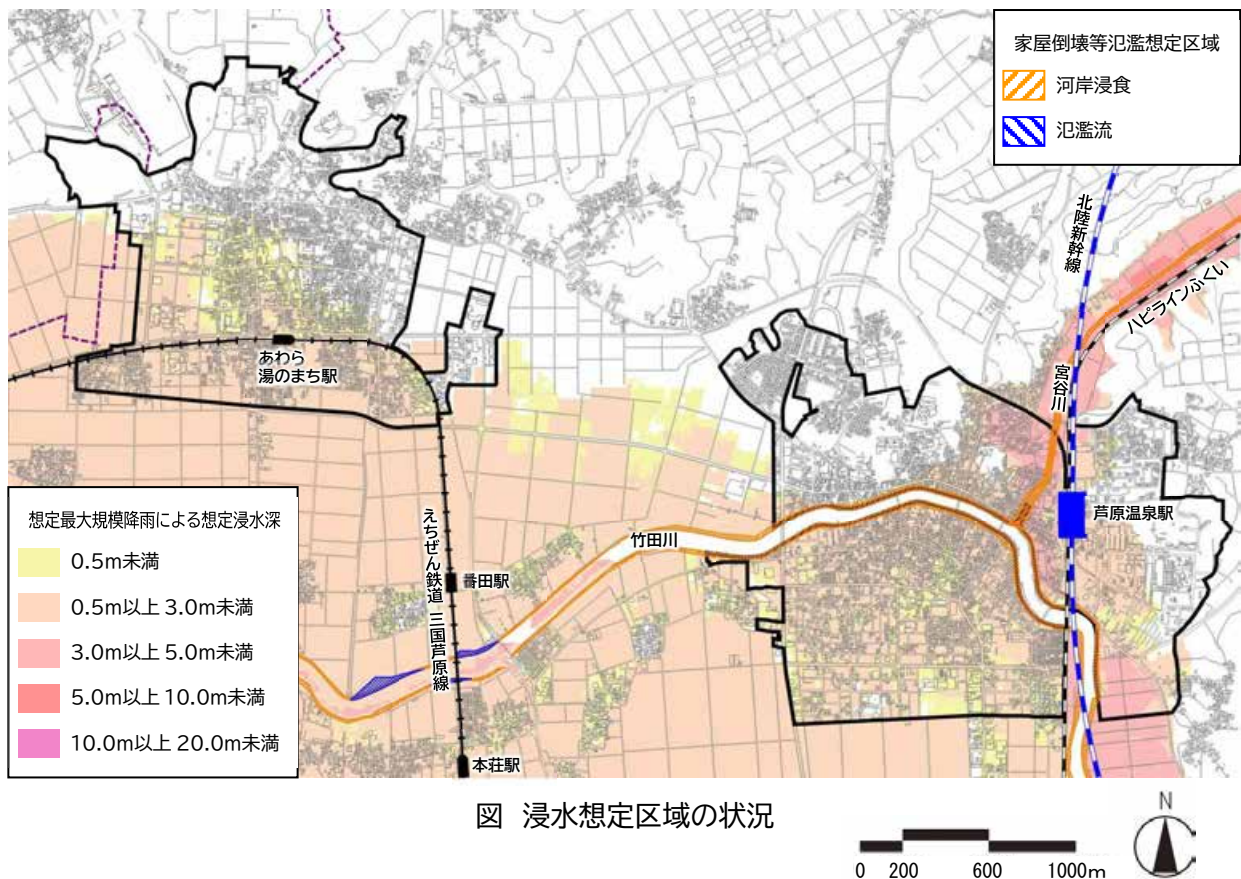 家屋倒壊等氾濫想定区域
河岸浸食
氾濫流
北陸新幹線
ハピラインふくい
宮谷川
あわら
湯のまち駅
芦原温泉駅
竹田川
えちぜん鉄道 三国芦原線
番田駅
本荘駅
想定最大規模降雨による想定浸水深
0.5m未満
0.5m以上 3.0m未満
3.0m以上 5.0m未満
5.0m以上 10.0m未満
10.0m以上 20.0m未満
図 浸水想定区域の状況
N
0 200 600 1000m